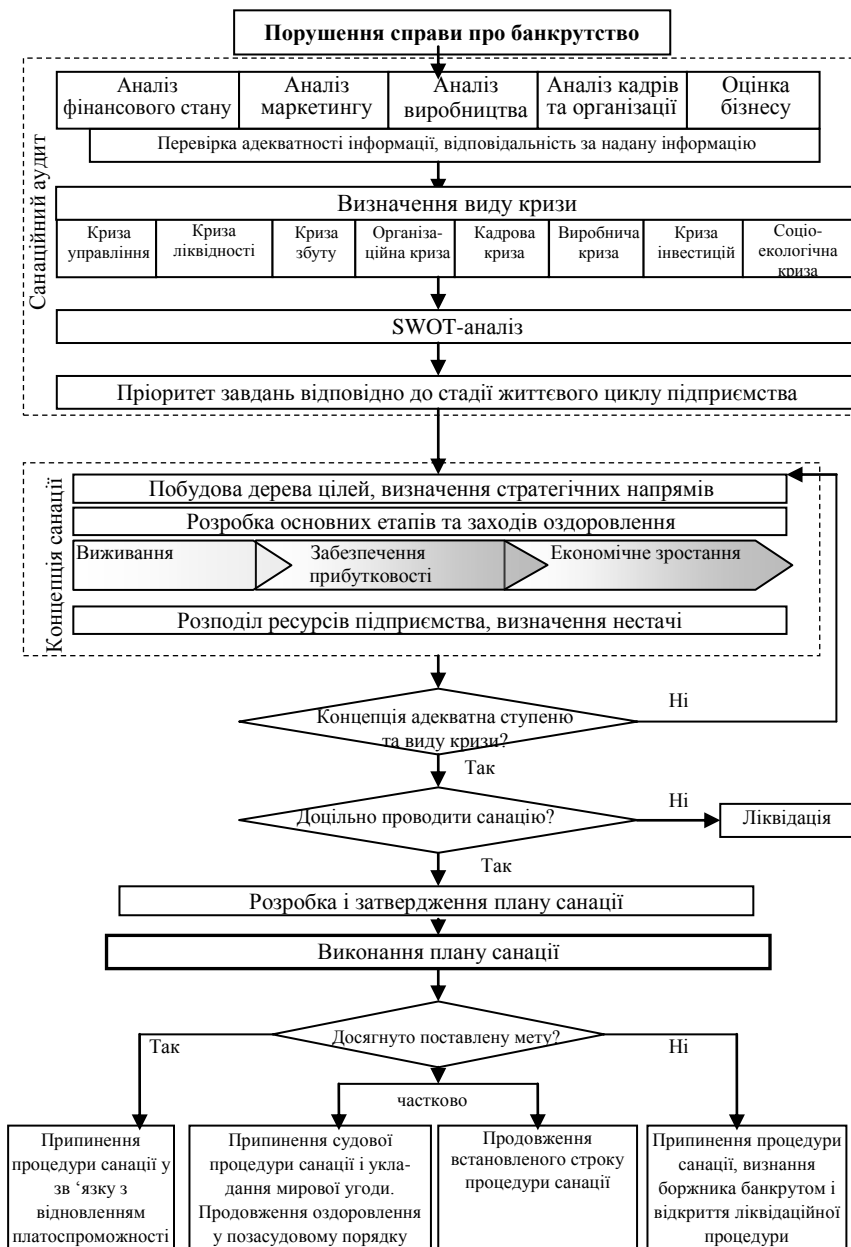 Порушення справи про банкрутство
Санаційний аудит
Аналіз
фінансового стану
Аналіз
маркетингу
Аналіз
виробництва
Аналіз кадрів
та організації
Оцінка
бізнесу
Перевірка адекватності інформації, відповідальність за надану інформацію
Визначення виду кризи
Криза
управління
Криза
ліквідності
Криза
збуту
Організа-
ційна криза
Кадрова
криза
Виробнича
криза
Криза
інвестицій
Соціо-
екологічна
криза
SWOT-аналіз
Пріоритет завдань відповідно до стадії життєвого циклу підприємства
Концепція санації
Побудова дерева цілей, визначення стратегічних напрямів
Розробка основних етапів та заходів оздоровлення
Виживання
Забезпечення
прибутковості
Економічне зростання
Розподіл ресурсів підприємства, визначення нестачі
Концепція адекватна ступеню
та виду кризи?
Ні
Так
Доцільно проводити санацію?
Ні
Ліквідація
Так
Розробка і затвердження плану санації
Виконання плану санації
Досягнуто поставлену мету?
Так
Ні
частково
Припинення
процедури санації у
зв ‘язку з
відновленням
платоспроможності
Припинення судової
процедури санації і укла-
дання мирової угоди.
Продовження оздоровлення
у позасудовому порядку
Продовження
встановленого строку
процедури санації
Припинення процедури
санації, визнання
боржника банкрутом і
відкриття ліквідаційної
процедури